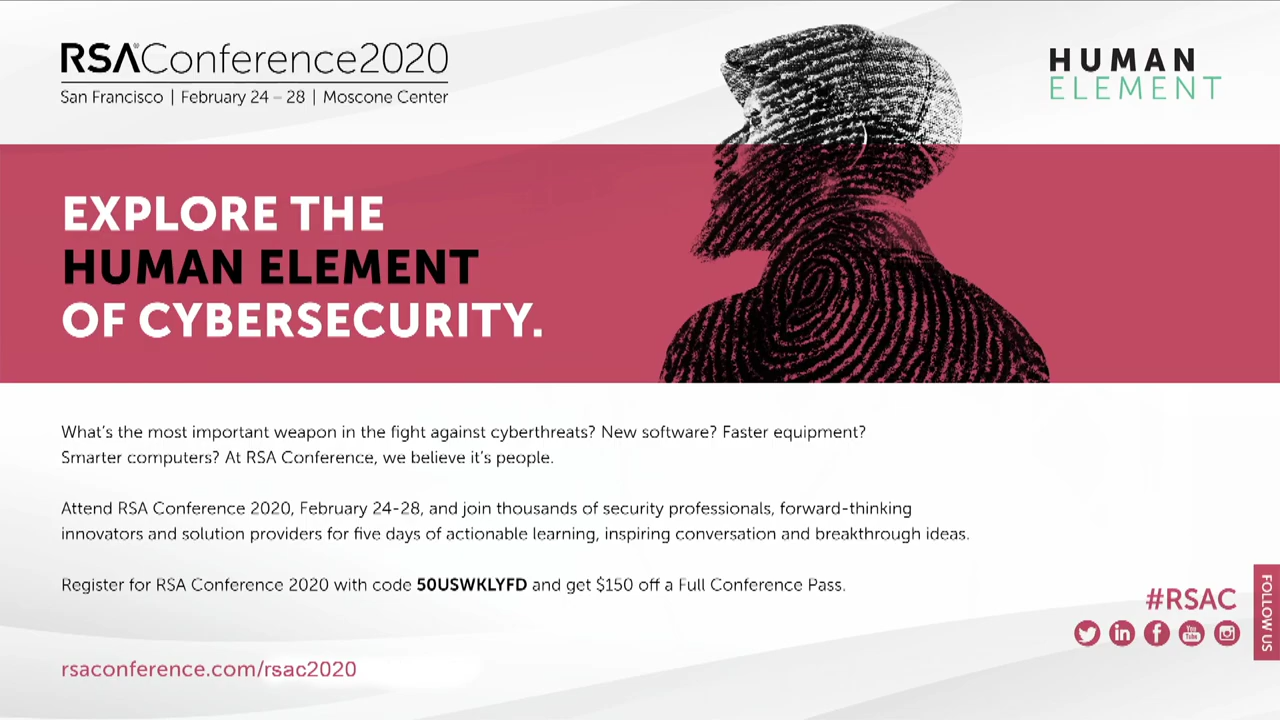 RSAConference2020
San Francisco | February 24 – 28 | Moscone Center
HUMAN
ELEMENT
EXPLORE THE
HUMAN ELEMENT
OF CYBERSECURITY.
What's the most important weapon in the fight against cyberthreats? New software? Faster equipment?
Smarter computers? At RSA Conference, we believe it's people.
Attend RSA Conference 2020, February 24-28, and join thousands of security professionals, forward-thinking
innovators and solution providers for five days of actionable learning, inspiring conversation and breakthrough ideas.
Register for RSA Conference 2020 with code 50USWKLYFD and get $150 off a Full Conference Pass.
#RSAC
FOLLOW US
You Tube
rsaconference.com/rsac2020